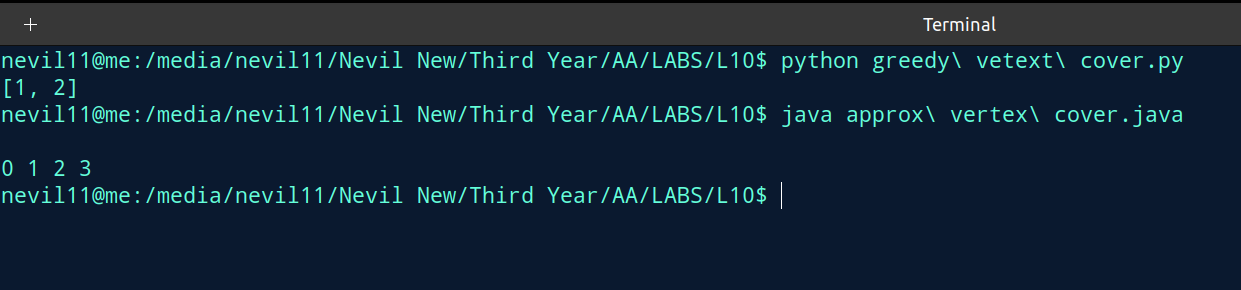 Terminal
nevil11@me:/media/nevil11/Nevil New/Third Year/AA/LABS/L10$ python greedy\ vetext\ cover.py
[1, 2]
nevil11@me:/media/nevil11/Nevil New/Third Year/AA/LABS/L10$ java approx\ vertex\ cover.java
0 1 2 3
nevil11@me:/media/nevil11/Nevil New/Third Year/AA/LABS/L10$